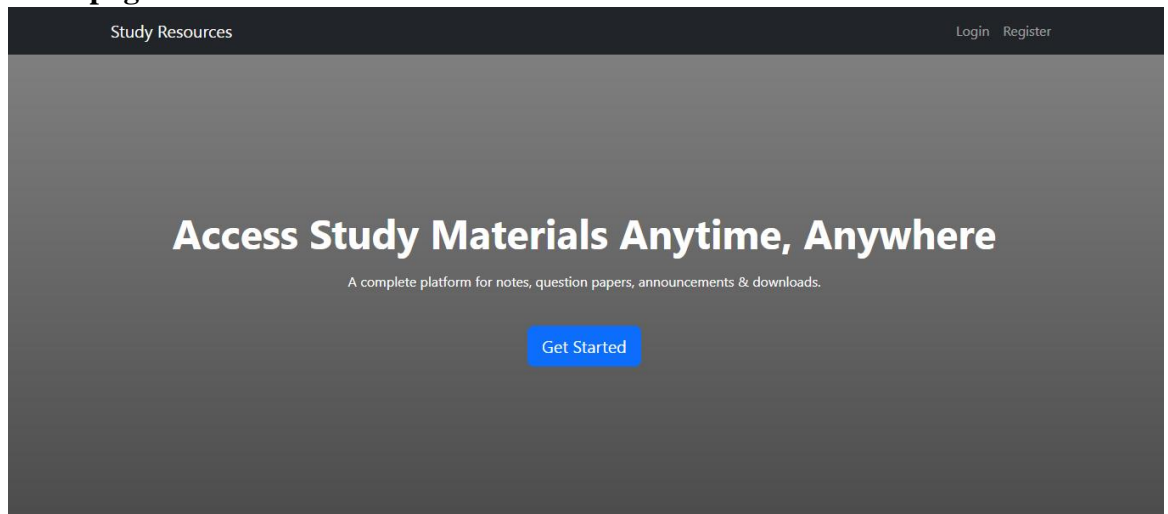 Study Resources
Login Register
Access Study Materials Anytime, Anywhere
A complete platform for notes, question papers, announcements & downloads.
Get Started